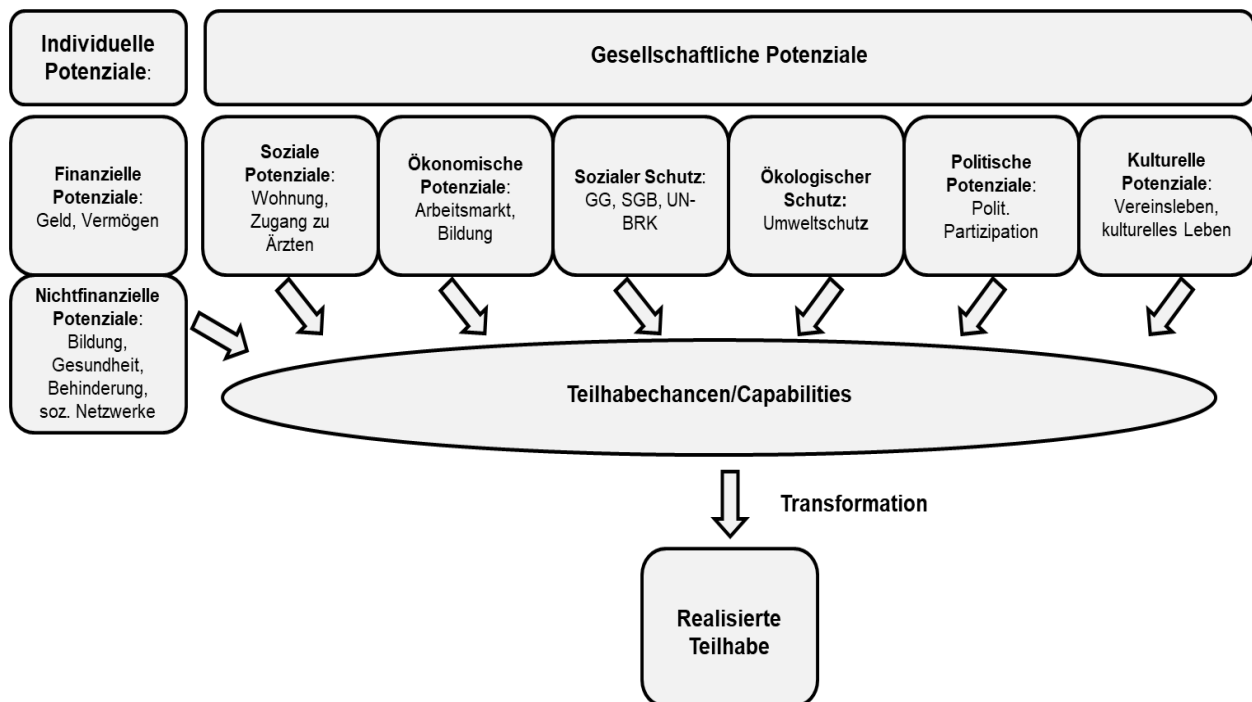 Individuelle
Potenziale:
Gesellschaftliche Potenziale
Finanzielle
Potenziale:
Geld, Vermögen
Nichtfinanzielle
Potenziale:
Bildung,
Gesundheit,
Behinderung,
soz. Netzwerke
Soziale
Potenziale:
Wohnung,
Zugang zu
Ärzten
Ökonomische
Potenziale:
Arbeitsmarkt,
Bildung
Sozialer Schutz:
GG, SGB, UN-
BRK
Ökologischer
Schutz:
Umweltschutz
Politische
Potenziale:
Polit.
Partizipation
Kulturelle
Potenziale:
Vereinsleben,
kulturelles Leben
Teilhabechancen/Capabilities
Transformation
Realisierte
Teilhabe